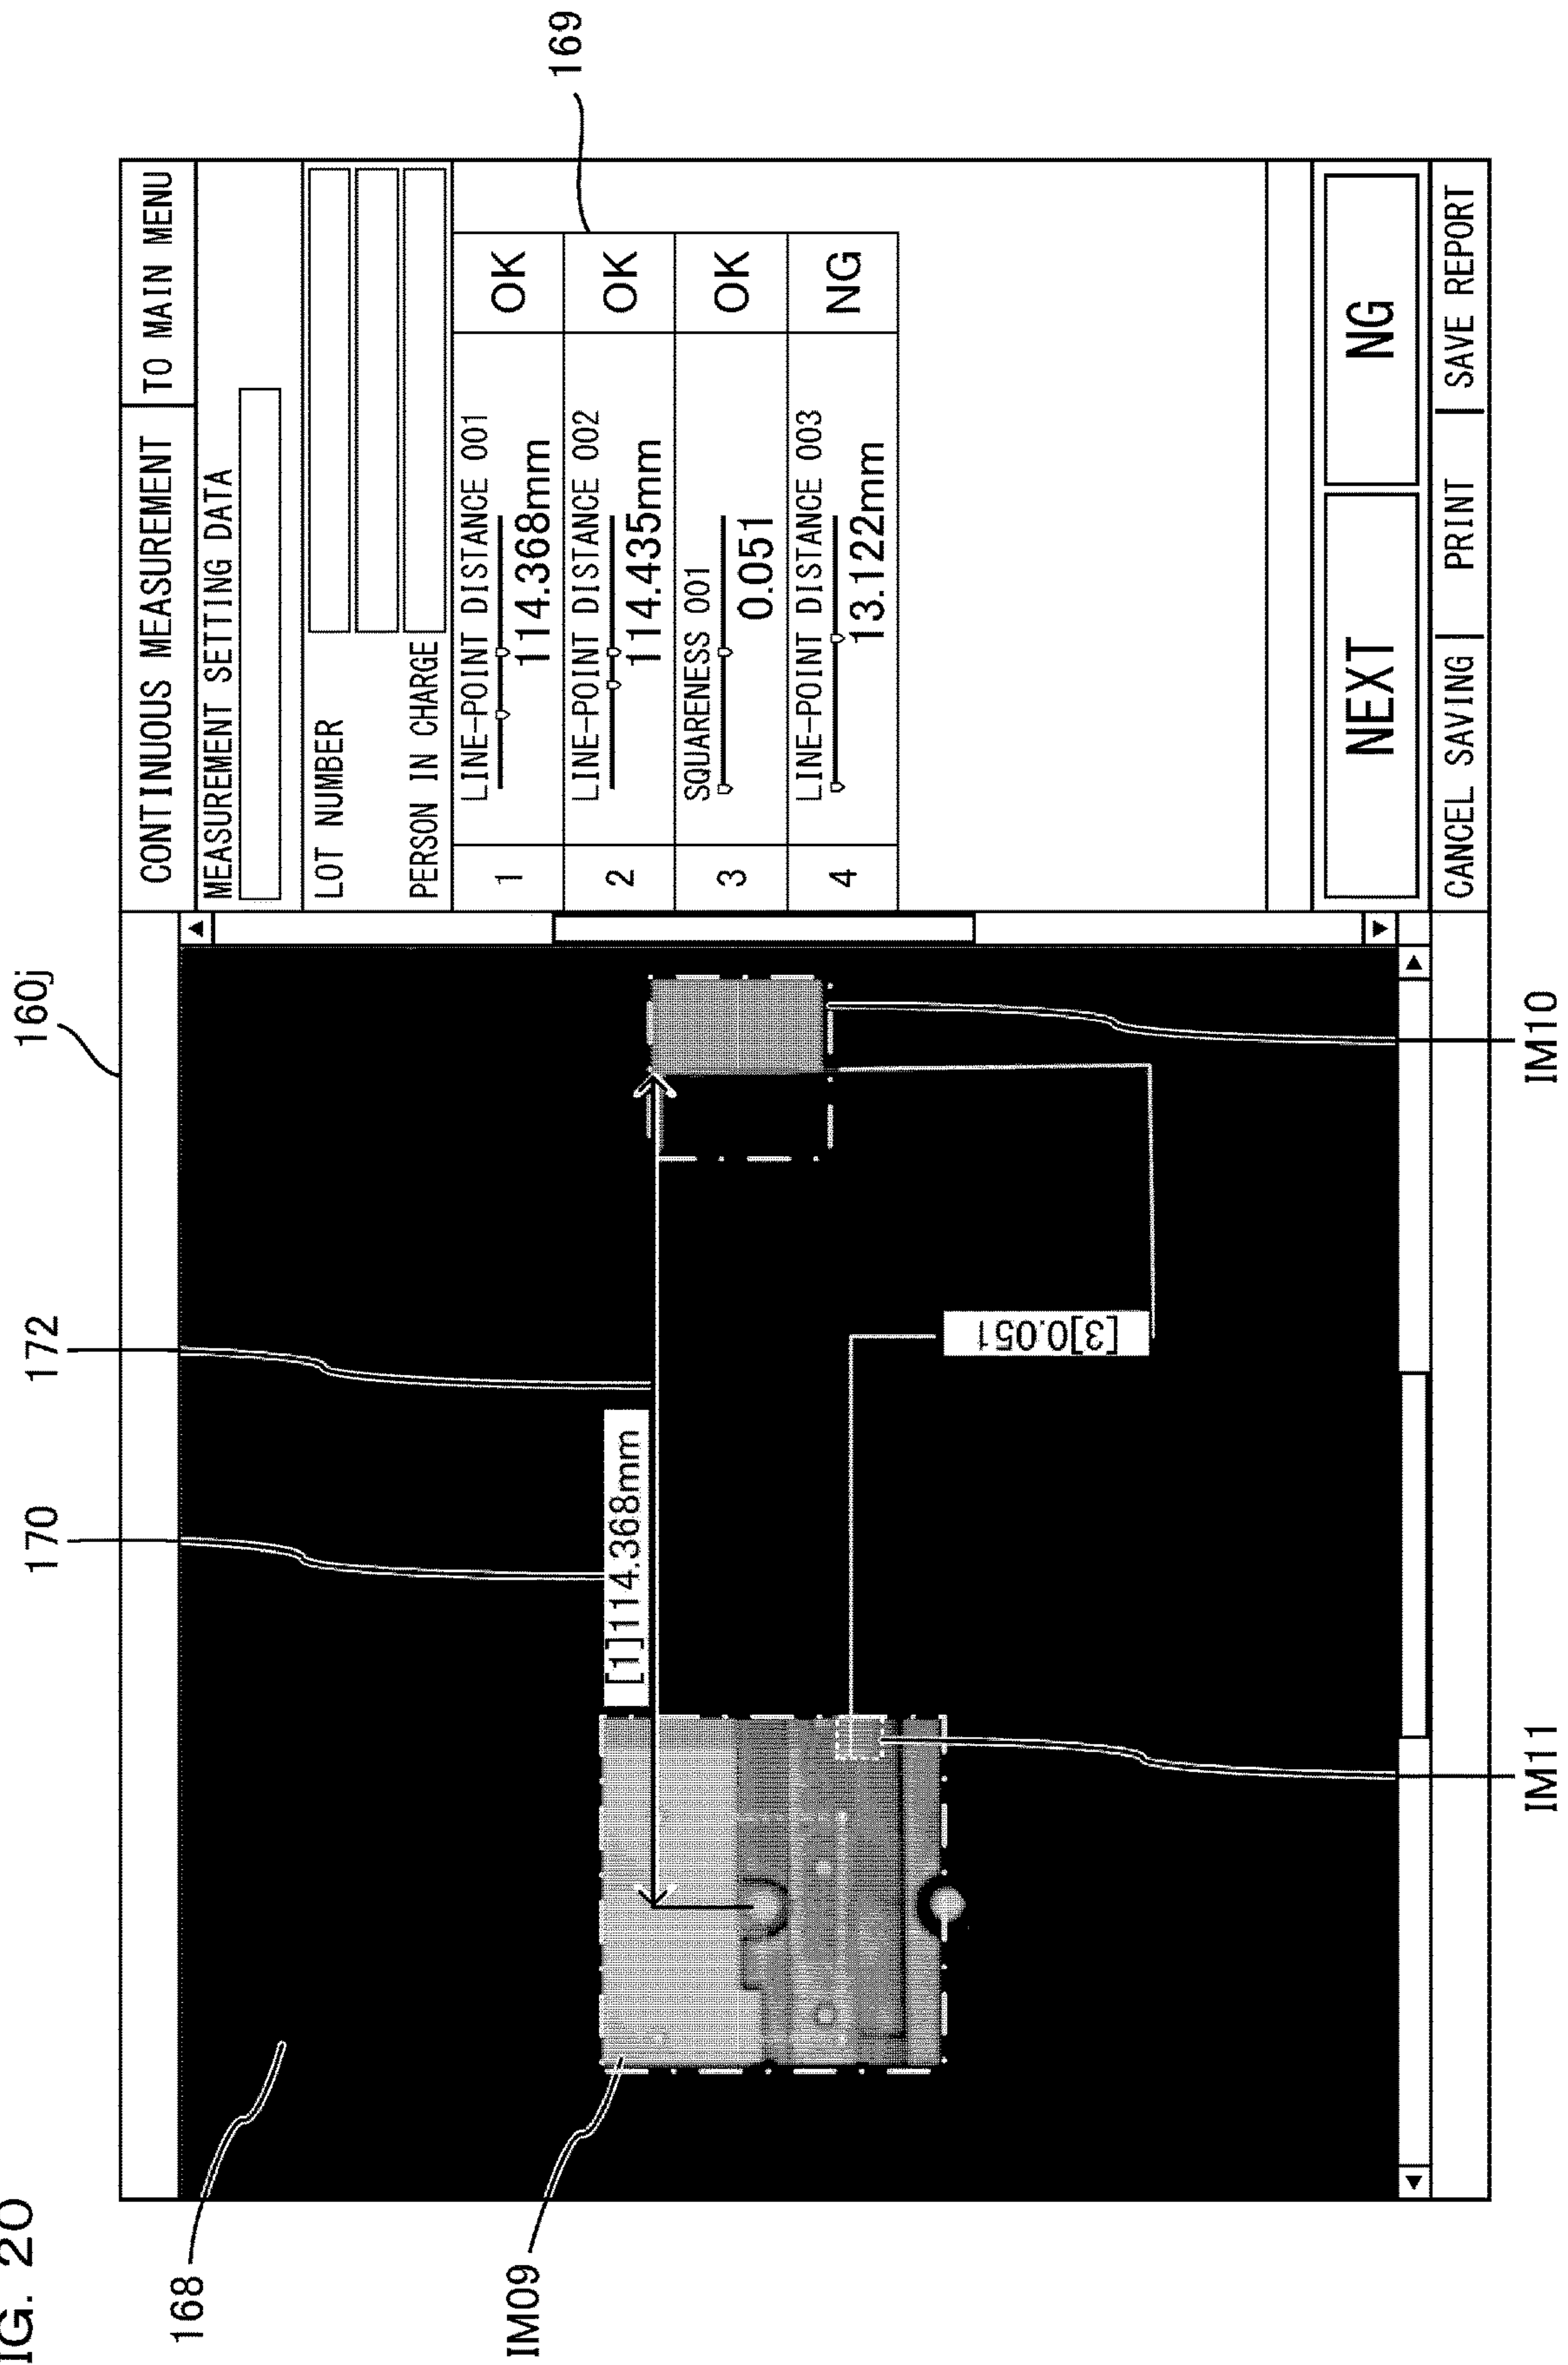 IG. 20
160j
170
172
168
169
IM09
IM10
IM11
CONTINUOUS MEASUREMENT
TO MAIN MENU
MEASUREMENT SETTING DATA
LOT NUMBER
PERSON IN CHARGE
1 LINE-POINT DISTANCE 001 OK
114.368mm
2 LINE-POINT DISTANCE 002 OK
114.435mm
3 SQUARENESS 001 OK
0.051
4 LINE-POINT DISTANCE 003 NG
13.122mm
[1]114.368mm
[3]0.051
NEXT
NG
CANCEL SAVING | PRINT | SAVE REPORT